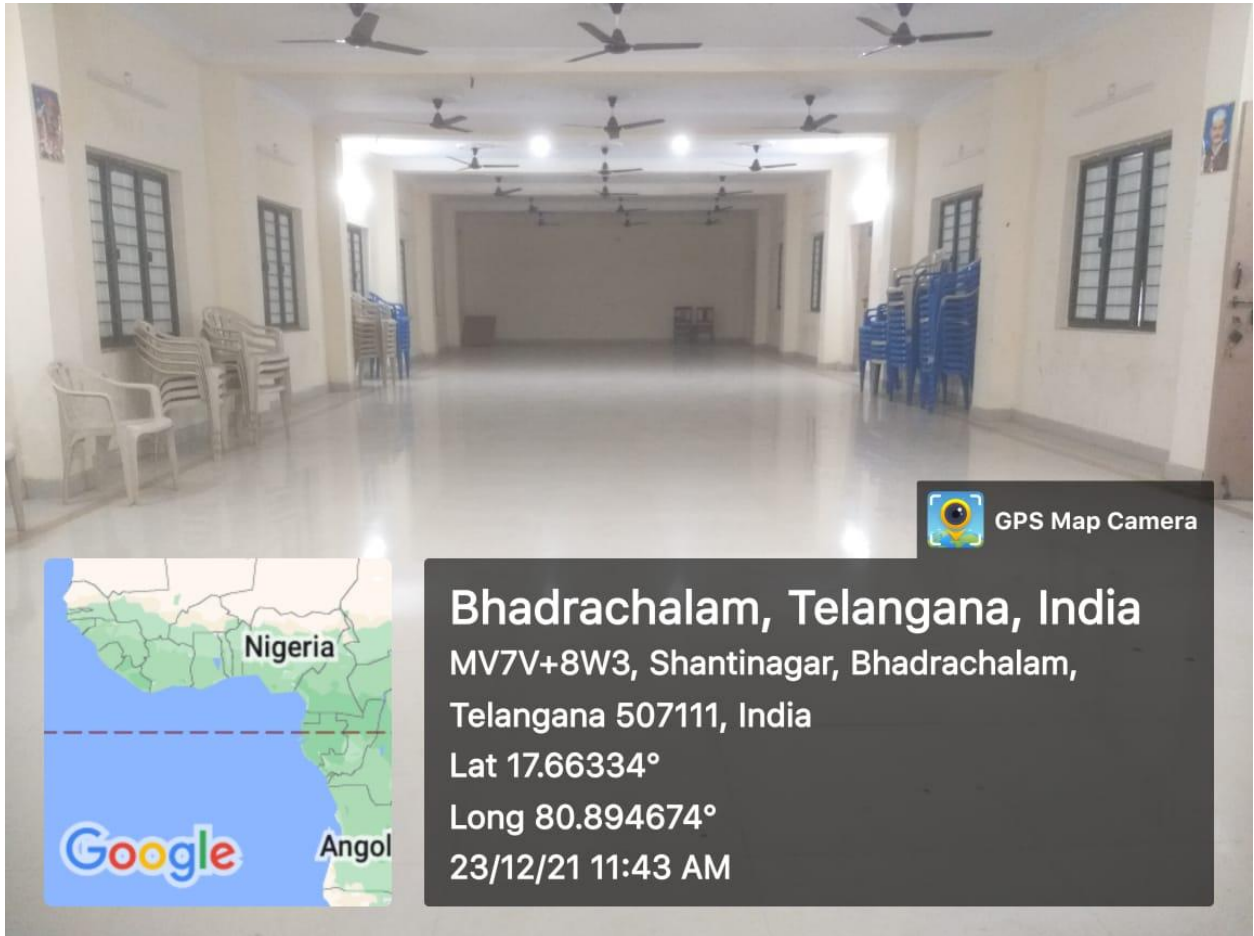 GPS Map Camera
Nigeria
Angol
Google
Bhadrachalam, Telangana, India
MV7V+8W3, Shantinagar, Bhadrachalam,
Telangana 507111, India
Lat 17.66334°
Long 80.894674°
23/12/21 11:43 AM